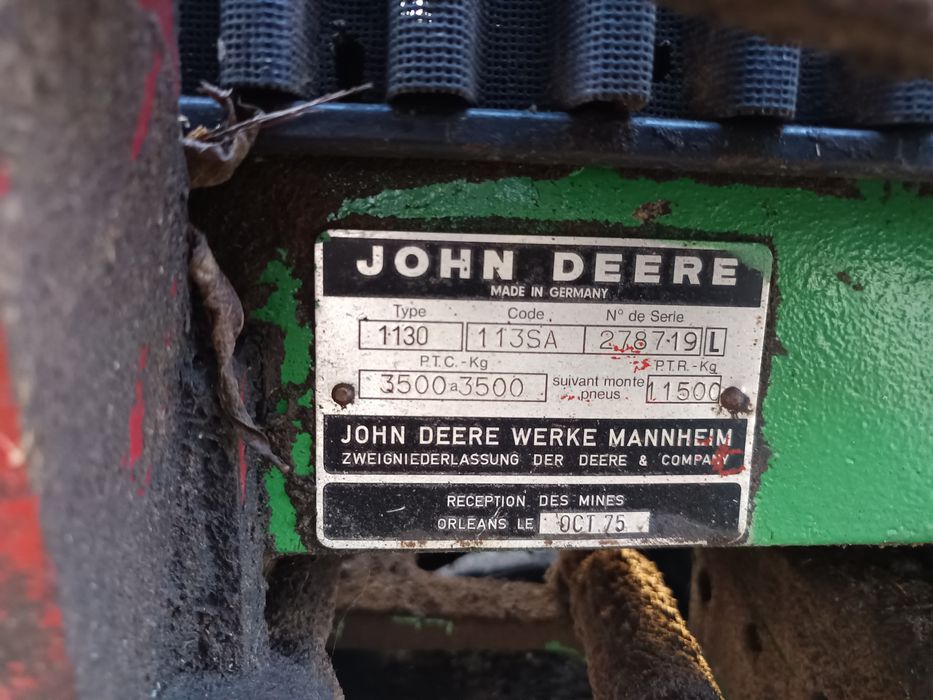 JOHN DEERE
MADE IN GERMANY
Type Code N° de Serie
1130 113SA 278719 L
P.T.C.-Kg P.T.R.-Kg
3500 a 3500 suivant monte pneus 11500
JOHN DEERE WERKE MANNHEIM
ZWEIGNIEDERLASSUNG DER DEERE & COMPANY
RECEPTION DES MINES
ORLEANS LE OCT 75